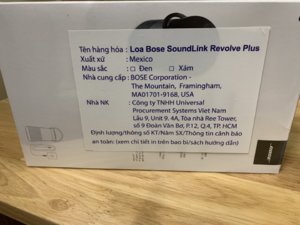 Tên hàng hóa : Loa Bose SoundLink Revolve Plus
Xuất xứ : Mexico
Màu sắc : □ Đen □ Xám
Nhà cung cấp : BOSE Corporation -
The Mountain, Framingham,
MA01701-9168, USA
Nhà NK : Công ty TNHH Universal
Procurement Systems Viet Nam
Lầu 9, Unit 9. 4A, Tòa nhà Ree Tower,
số 9 Đoàn Văn Bơ, P.12, Q.4, TP. HCM
Định lượng/thông số KT/Năm SX/Thông tin cảnh báo
an toàn: (xem chi tiết in trên bao bì/sách hướng dẫn)
BOSE